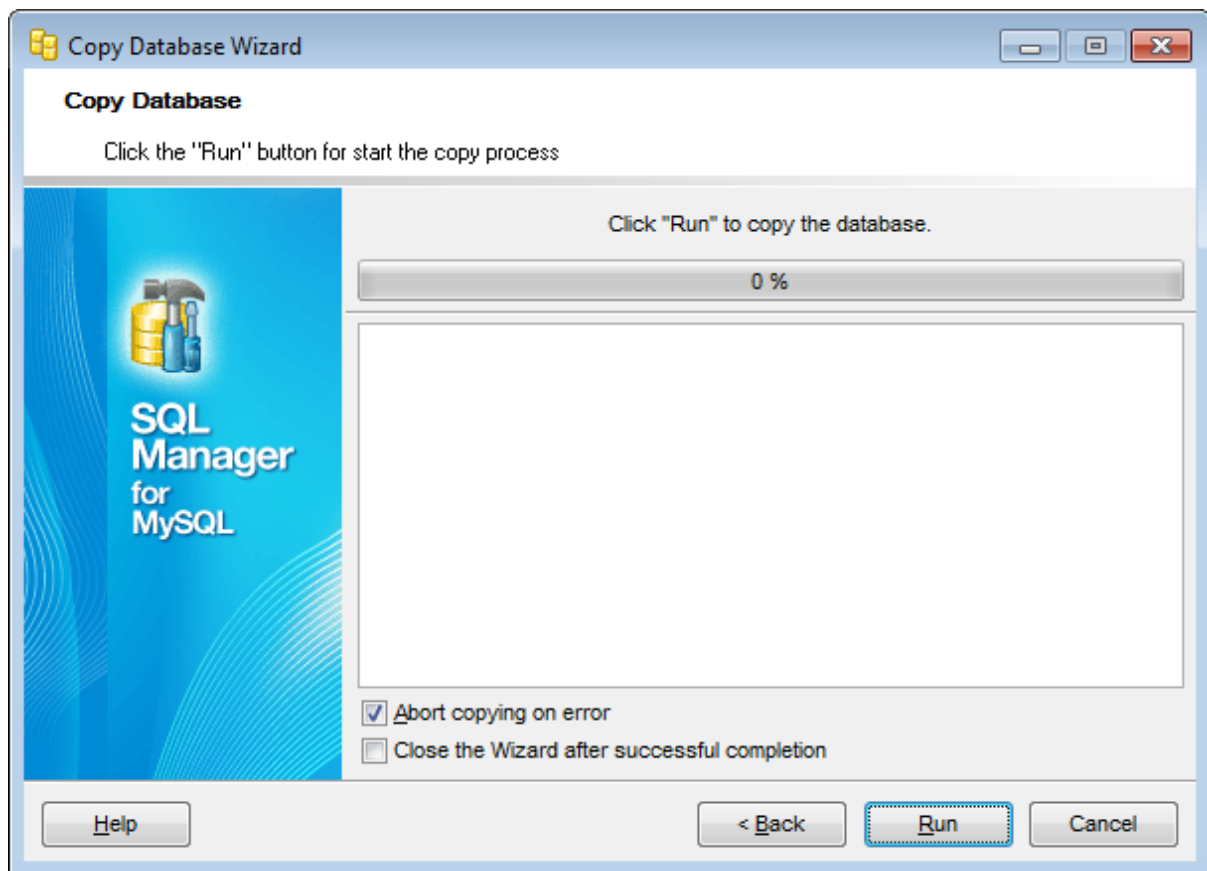 Copy Database Wizard
Copy Database
Click the "Run" button for start the copy process
Click "Run" to copy the database.
0 %
SQL
Manager
for
MySQL
Abort copying on error
Close the Wizard after successful completion
Help
< Back
Run
Cancel